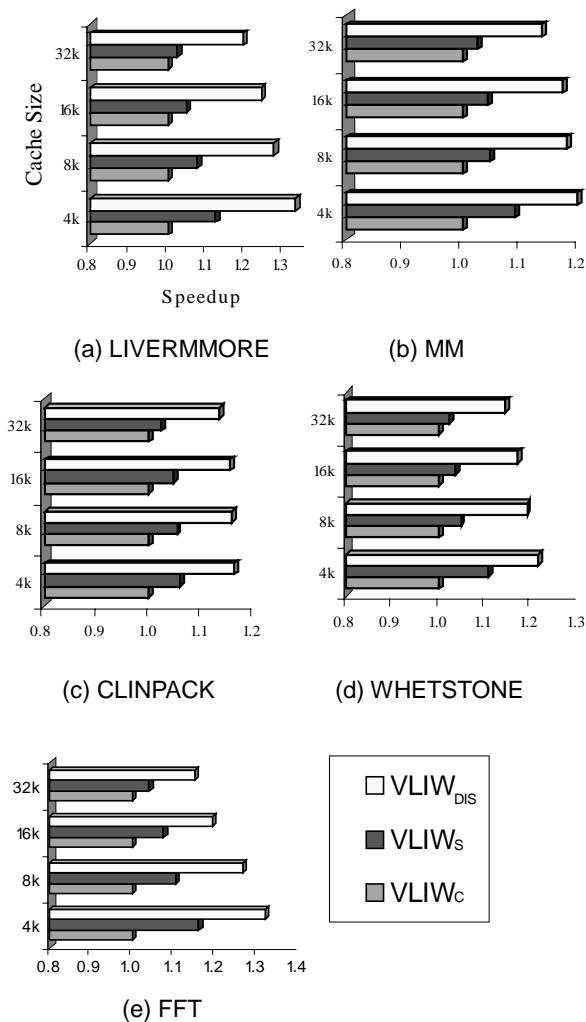 Cache Size
32k
16k
8k
4k
0.8 0.9 1.0 1.1 1.2 1.3
Speedup
(a) LIVERMMORE
32k
16k
8k
4k
0.8 1.0 1.1 1.2
(b) MM
32k
16k
8k
4k
0.8 0.9 1.0 1.1 1.2
(c) CLINPACK
32k
16k
8k
4k
0.8 0.9 1.0 1.1 1.2 1.3
(d) WHETSTONE
32k
16k
8k
4k
0.8 0.9 1.0 1.1 1.2 1.3 1.4
(e) FFT
VLIWDIS
VLIWS
VLIWC